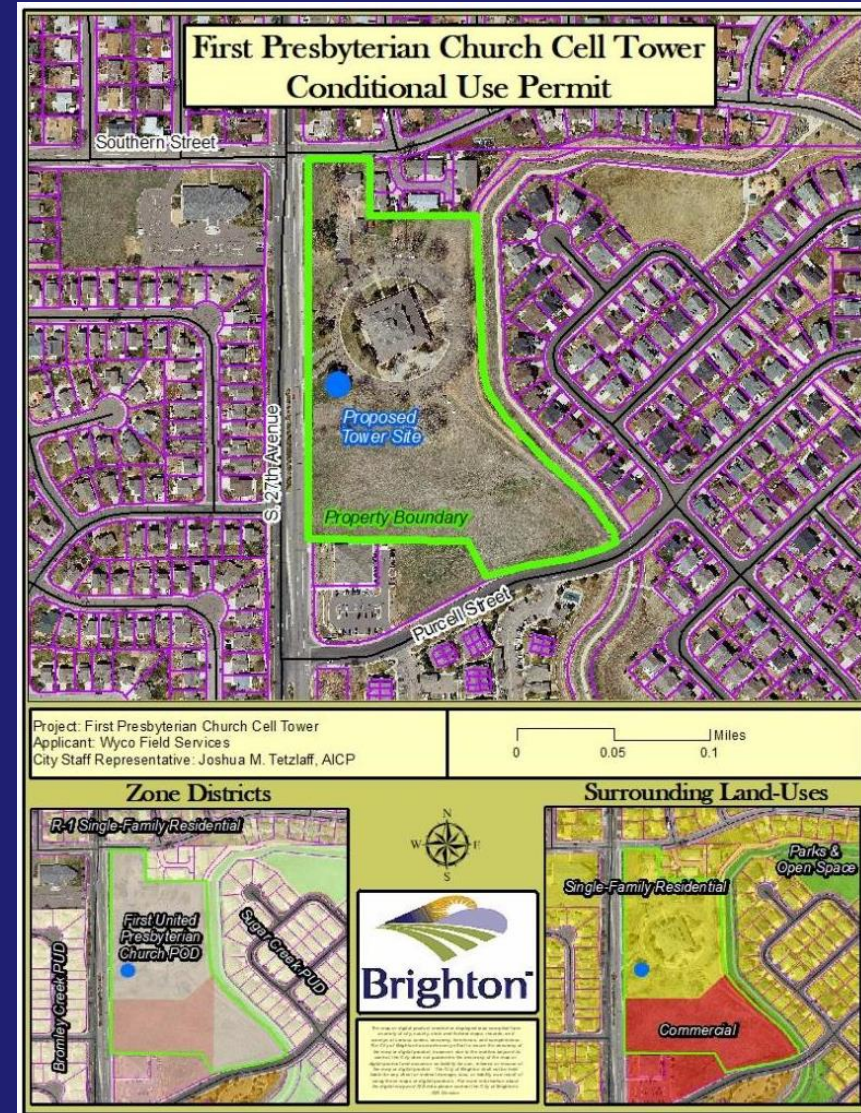 First Presbyterian Church Cell Tower
Conditional Use Permit
Southern Street
S. 27th Avenue
Proposed
Tower Site
Property Boundary
Purcell Street
Project: First Presbyterian Church Cell Tower
Applicant: Wyco Field Services
City Staff Representative: Joshua M. Tetzlaff, AICP
Miles
0 0.05 0.1
Zone Districts
R-1 Single-Family Residential
First United
Presbyterian
Church POD
Sugar Creek PUD
Bromley Creek PUD
N
W E
S
Brighton
Surrounding Land-Uses
Parks &
Open Space
Single-Family Residential
Commercial